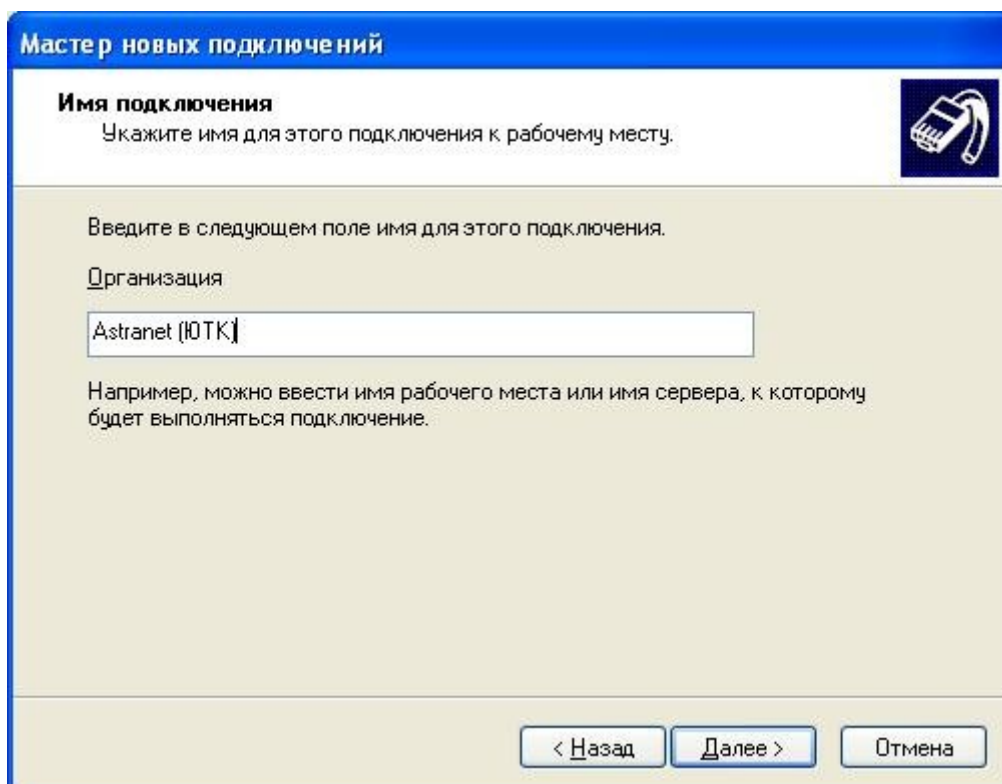 Мастер новых подключений
Имя подключения
Укажите имя для этого подключения к рабочему месту.
Введите в следующем поле имя для этого подключения.
Организация
Astranet (ЮТК)
Например, можно ввести имя рабочего места или имя сервера, к которому
будет выполняться подключение.
< Назад Далее > Отмена